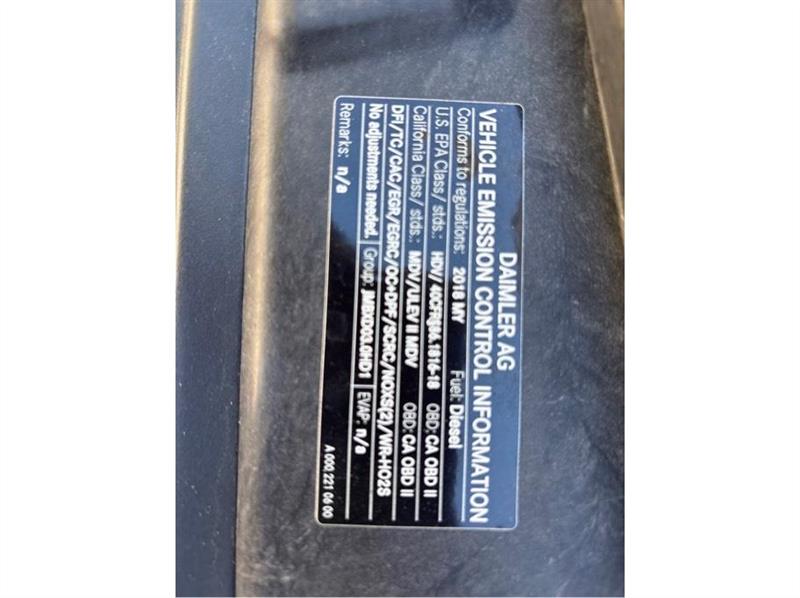 DAIMLER AG
VEHICLE EMISSION CONTROL INFORMATION
Conforms to regulations: 2018 MY Fuel: Diesel
U.S. EPA Class/ stds.: HDV/ 40CFR§86.1816-18 OBD: CA OBD II
California Class/ stds.: MDV/ULEV II MDV OBD: CA OBD II
DFI/TC/CAC/EGR/EGRC/OC+DPF/SCRC/NOXS(2)/WR-HO2S
No adjustments needed. Group: JMBXD03.0HD1 EVAP: n/a
Remarks: n/a
A 000 221 06 00